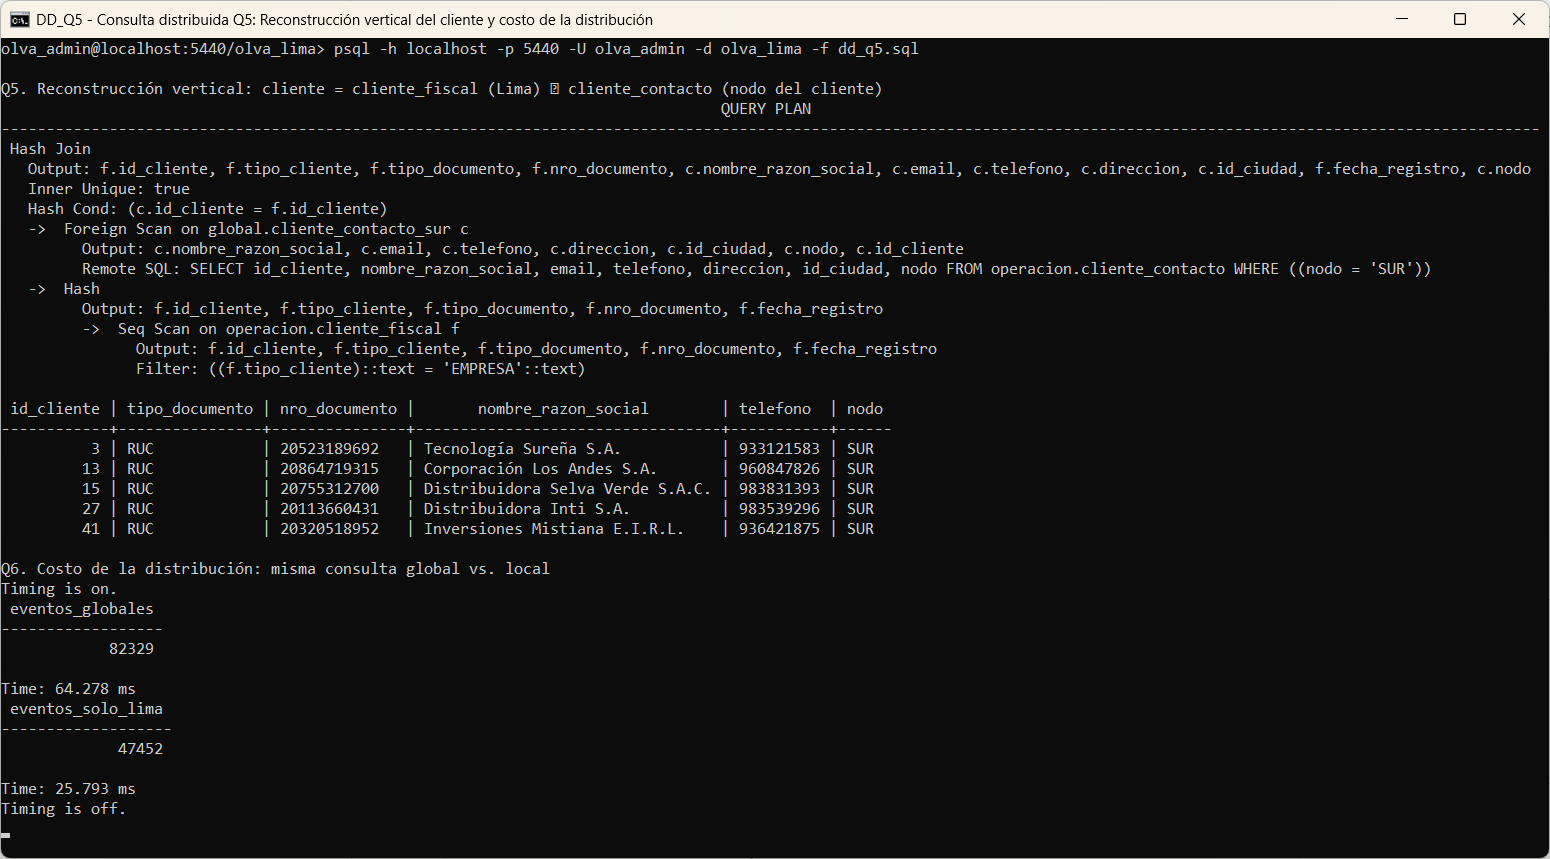 DD_Q5 - Consulta distribuida Q5: Reconstrucción vertical del cliente y costo de la distribución
olva_admin@localhost:5440/olva_lima> psql -h localhost -p 5440 -U olva_admin -d olva_lima -f dd_q5.sql
Q5. Reconstrucción vertical: cliente = cliente_fiscal (Lima) ⍰ cliente_contacto (nodo del cliente)
QUERY PLAN
---------------------------------------------------------------------------------------------------------------------------------------------------------------------------
Hash Join
Output: f.id_cliente, f.tipo_cliente, f.tipo_documento, f.nro_documento, c.nombre_razon_social, c.email, c.telefono, c.direccion, c.id_ciudad, f.fecha_registro, c.nodo
Inner Unique: true
Hash Cond: (c.id_cliente = f.id_cliente)
->  Foreign Scan on global.cliente_contacto_sur c
Output: c.nombre_razon_social, c.email, c.telefono, c.direccion, c.id_ciudad, c.nodo, c.id_cliente
Remote SQL: SELECT id_cliente, nombre_razon_social, email, telefono, direccion, id_ciudad, nodo FROM operacion.cliente_contacto WHERE ((nodo = 'SUR'))
->  Hash
Output: f.id_cliente, f.tipo_cliente, f.tipo_documento, f.nro_documento, f.fecha_registro
->  Seq Scan on operacion.cliente_fiscal f
Output: f.id_cliente, f.tipo_cliente, f.tipo_documento, f.nro_documento, f.fecha_registro
Filter: ((f.tipo_cliente)::text = 'EMPRESA'::text)
id_cliente | tipo_documento | nro_documento |       nombre_razon_social        | telefono  | nodo
------------+----------------+---------------+----------------------------------+-----------+------
3 | RUC            | 20523189692   | Tecnología Sureña S.A.           | 933121583 | SUR
13 | RUC            | 20864719315   | Corporación Los Andes S.A.       | 960847826 | SUR
15 | RUC            | 20755312700   | Distribuidora Selva Verde S.A.C. | 983831393 | SUR
27 | RUC            | 20113660431   | Distribuidora Inti S.A.          | 983539296 | SUR
41 | RUC            | 20320518952   | Inversiones Mistiana E.I.R.L.    | 936421875 | SUR
Q6. Costo de la distribución: misma consulta global vs. local
Timing is on.
eventos_globales
------------------
82329
Time: 64.278 ms
eventos_solo_lima
-------------------
47452
Time: 25.793 ms
Timing is off.